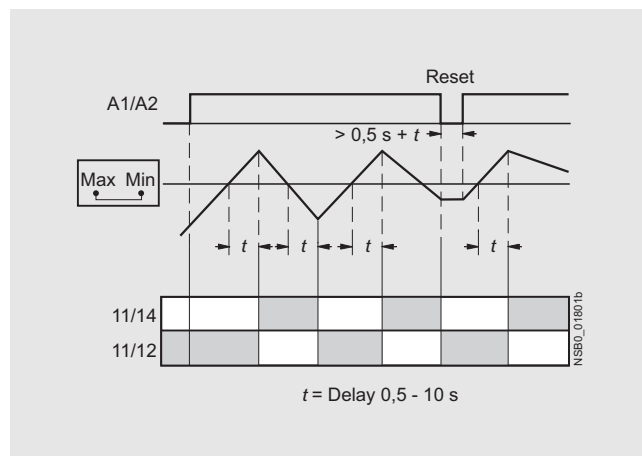 Reset
A1/A2
> 0,5 s + t
Max Min
t t t t
11/14
11/12
NSB0_01801b
t = Delay 0,5 - 10 s